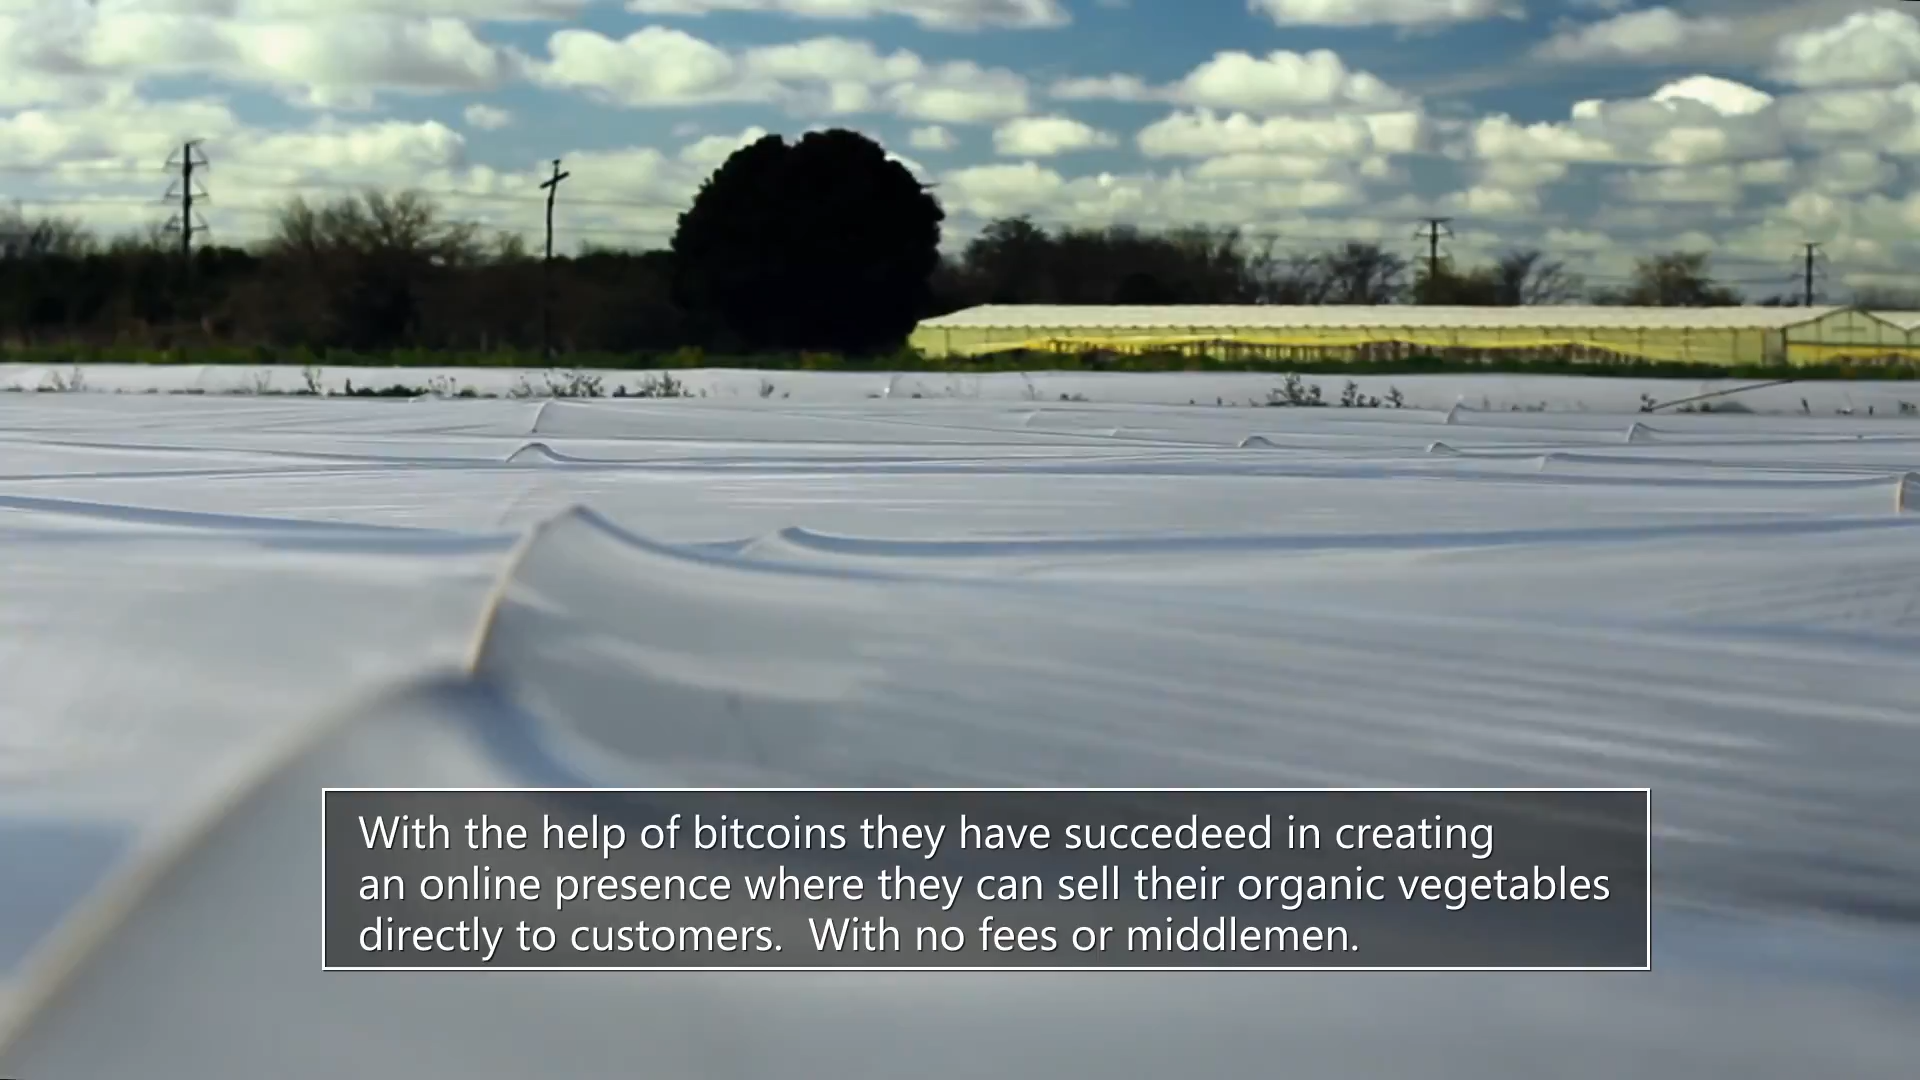 With the help of bitcoins they have succedeed in creating
an online presence where they can sell their organic vegetables
directly to customers.  With no fees or middlemen.